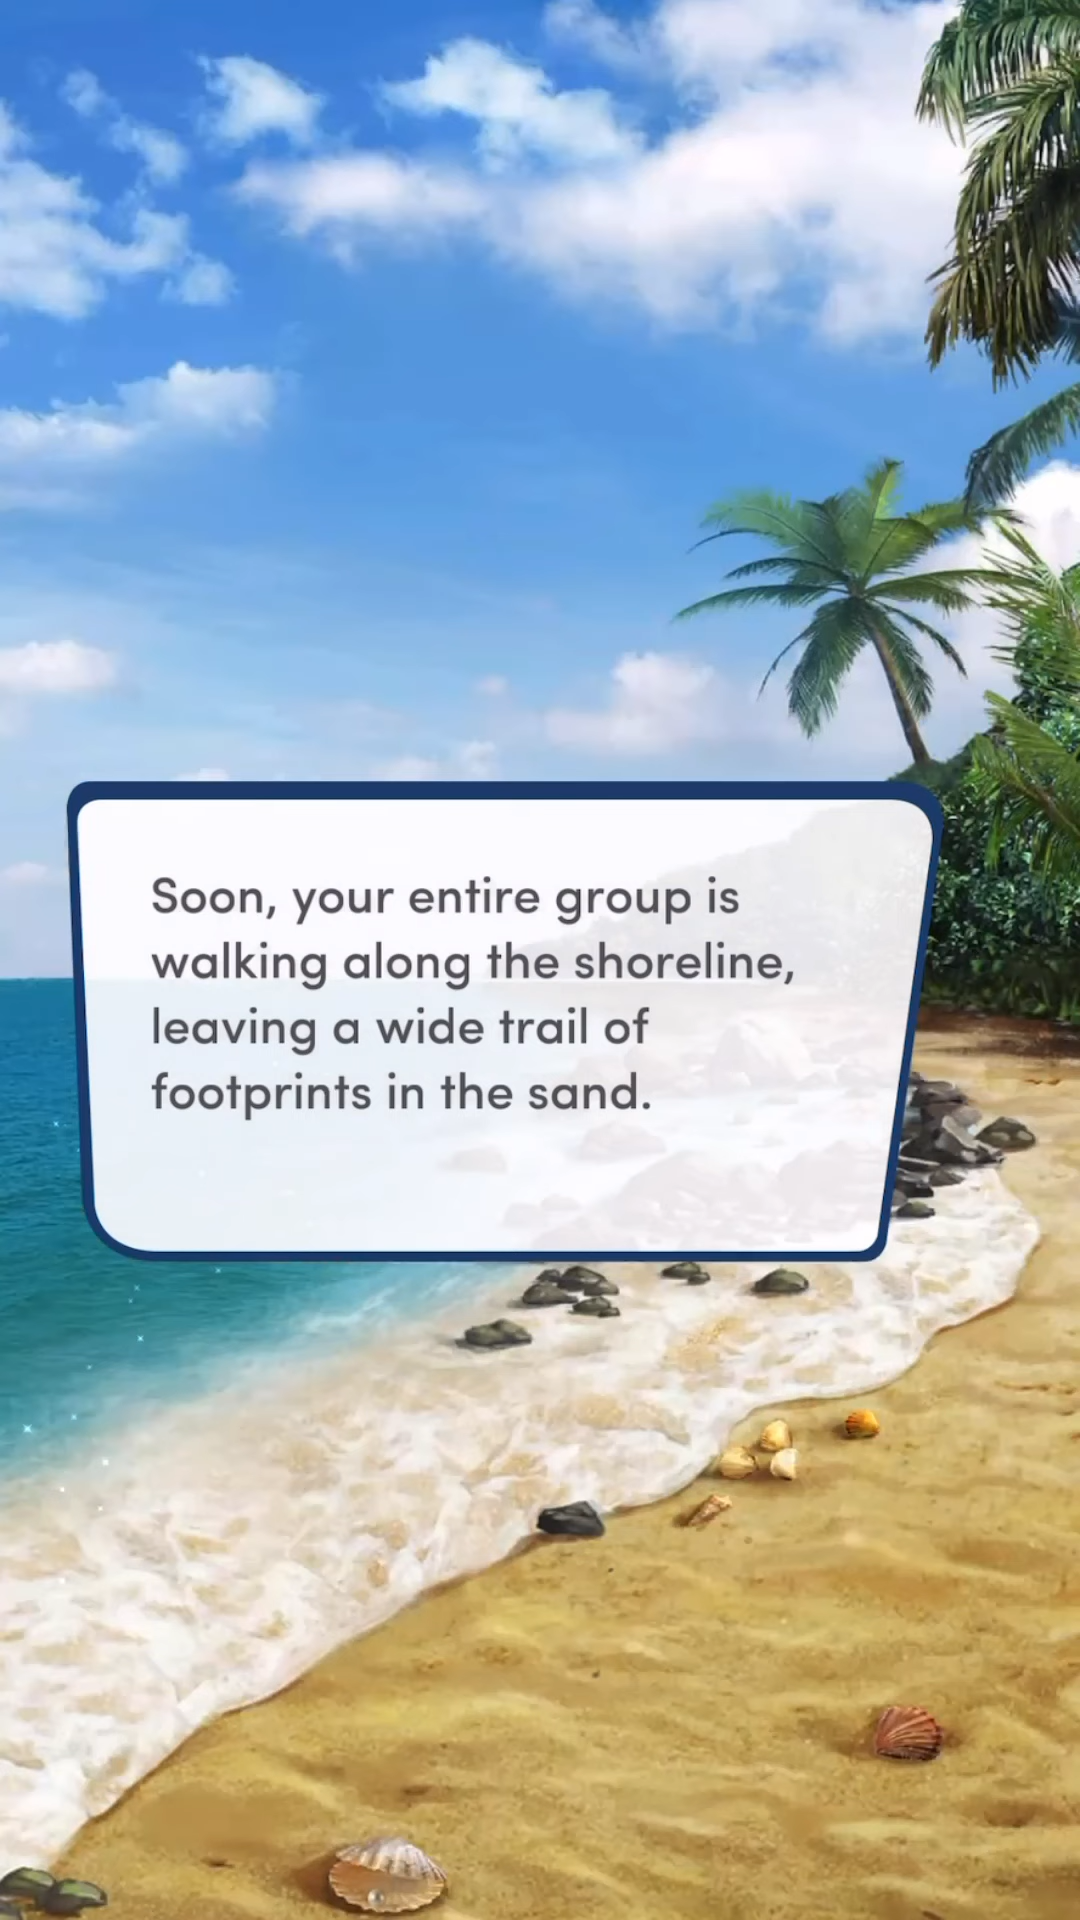 Soon, your entire group is
walking along the shoreline,
leaving a wide trail of
footprints in the sand.